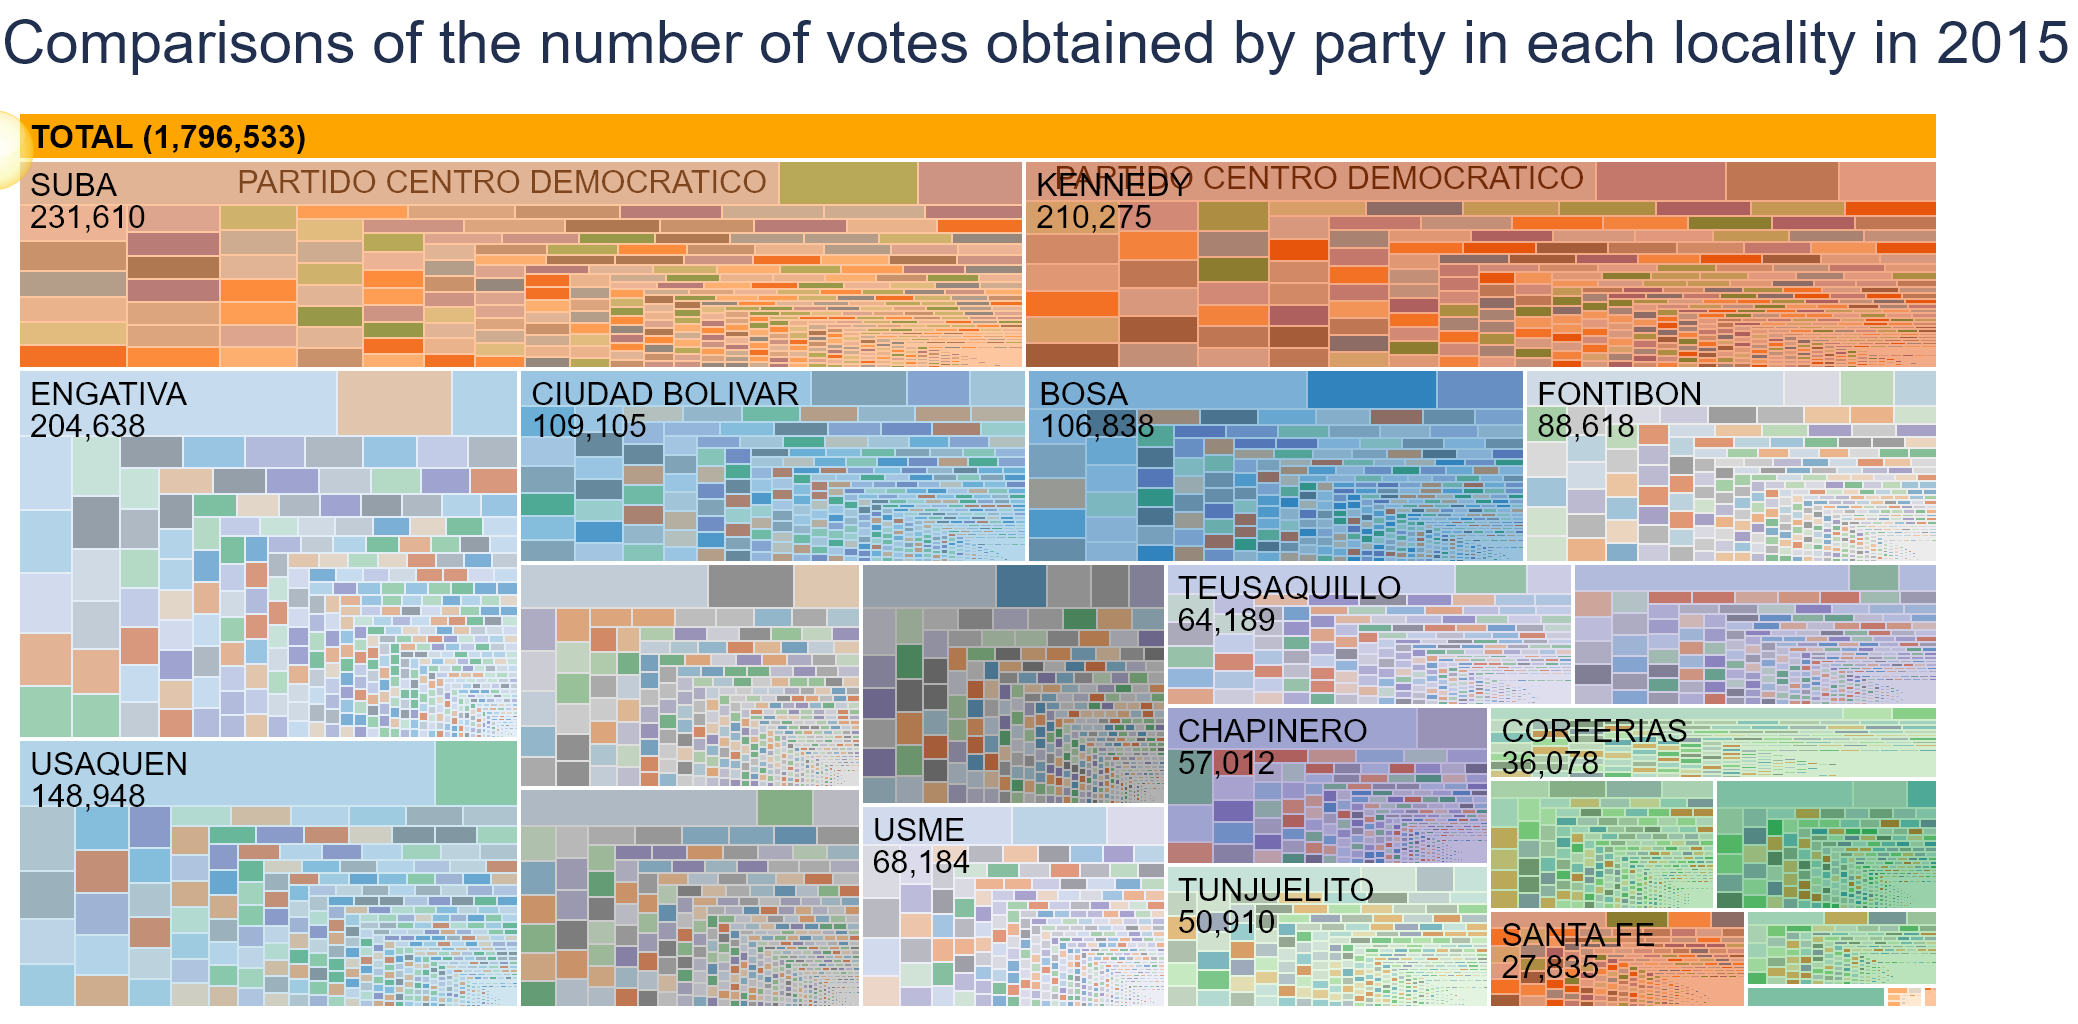 Comparisons of the number of votes obtained by party in each locality in 2015
TOTAL (1,796,533)
SUBA
231,610
PARTIDO CENTRO DEMOCRATICO
KENNEDY
210,275
PARTIDO CENTRO DEMOCRATICO
ENGATIVA
204,638
CIUDAD BOLIVAR
109,105
BOSA
106,838
FONTIBON
88,618
TEUSAQUILLO
64,189
CHAPINERO
57,012
CORFERIAS
36,078
USAQUEN
148,948
USME
68,184
TUNJUELITO
50,910
SANTA FE
27,835